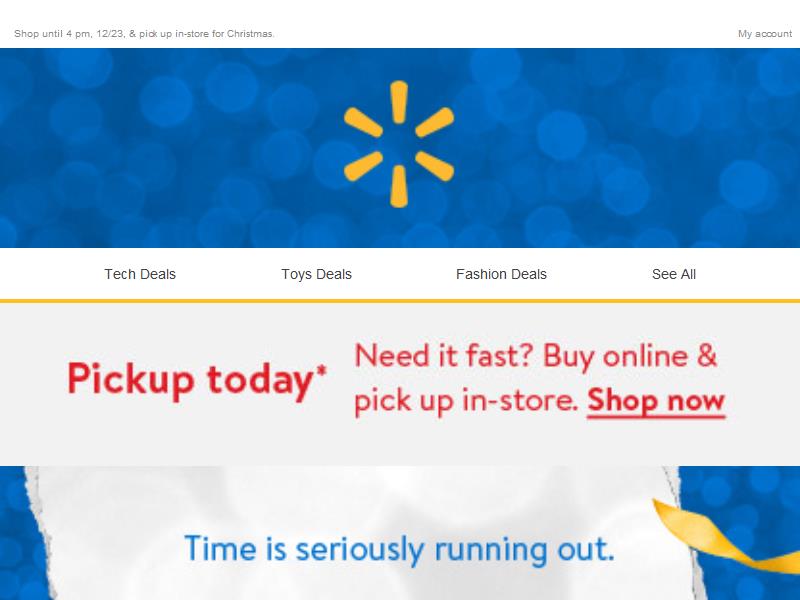 Shop until 4 pm, 12/23, & pick up in-store for Christmas.
My account
Tech Deals
Toys Deals
Fashion Deals
See All
Pickup today*
Need it fast? Buy online &
pick up in-store. Shop now
Time is seriously running out.